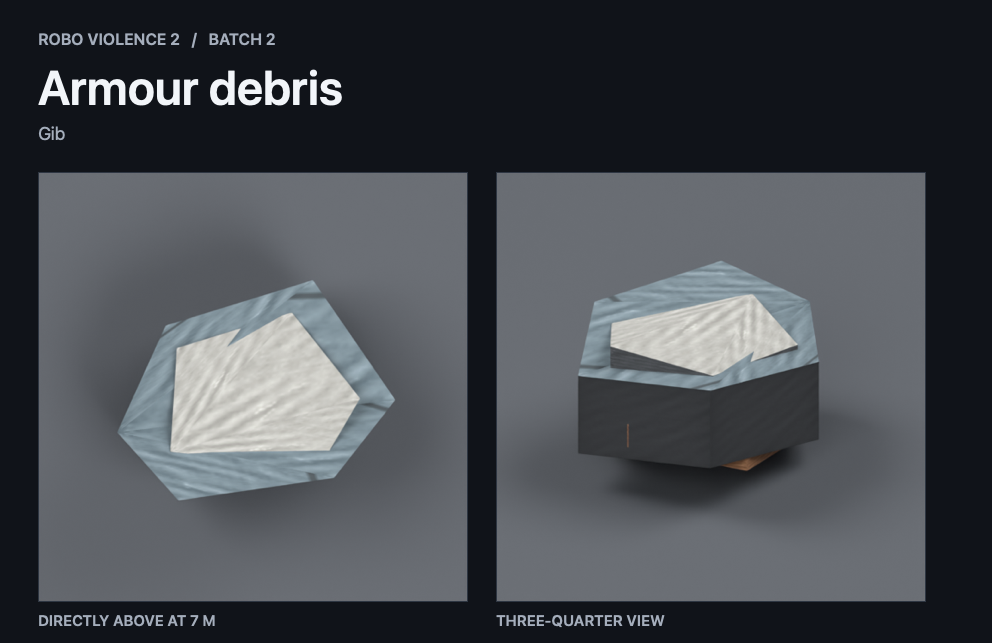 ROBO VIOLENCE 2 / BATCH 2
Armour debris
Gib
DIRECTLY ABOVE AT 7 M
THREE-QUARTER VIEW